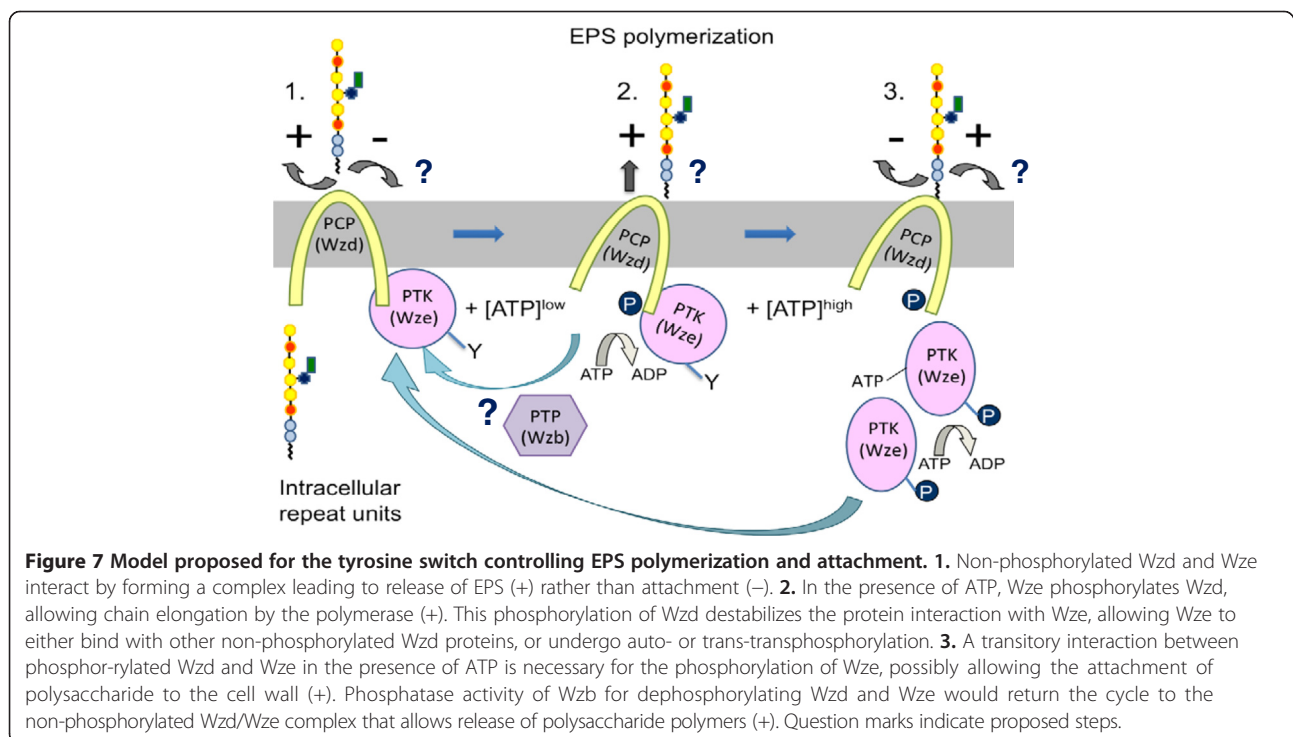 EPS polymerization
1.
2.
3.
+
-
?
+
?
-
+
?
PCP
(Wzd)
PCP
(Wzd)
PCP
(Wzd)
PTK
(Wze)
Y
+ [ATP]low
P
PTK
(Wze)
Y
ATP
ADP
+ [ATP]high
P
PTK
(Wze)
ATP
P
PTK
(Wze)
P
ATP
ADP
?
PTP
(Wzb)
Intracellular
repeat units
Figure 7 Model proposed for the tyrosine switch controlling EPS polymerization and attachment. 1. Non-phosphorylated Wzd and Wze
interact by forming a complex leading to release of EPS (+) rather than attachment (−). 2. In the presence of ATP, Wze phosphorylates Wzd,
allowing chain elongation by the polymerase (+). This phosphorylation of Wzd destabilizes the protein interaction with Wze, allowing Wze to
either bind with other non-phosphorylated Wzd proteins, or undergo auto- or trans-transphosphorylation. 3. A transitory interaction between
phosphor-rylated Wzd and Wze in the presence of ATP is necessary for the phosphorylation of Wze, possibly allowing the attachment of
polysaccharide to the cell wall (+). Phosphatase activity of Wzb for dephosphorylating Wzd and Wze would return the cycle to the
non-phosphorylated Wzd/Wze complex that allows release of polysaccharide polymers (+). Question marks indicate proposed steps.